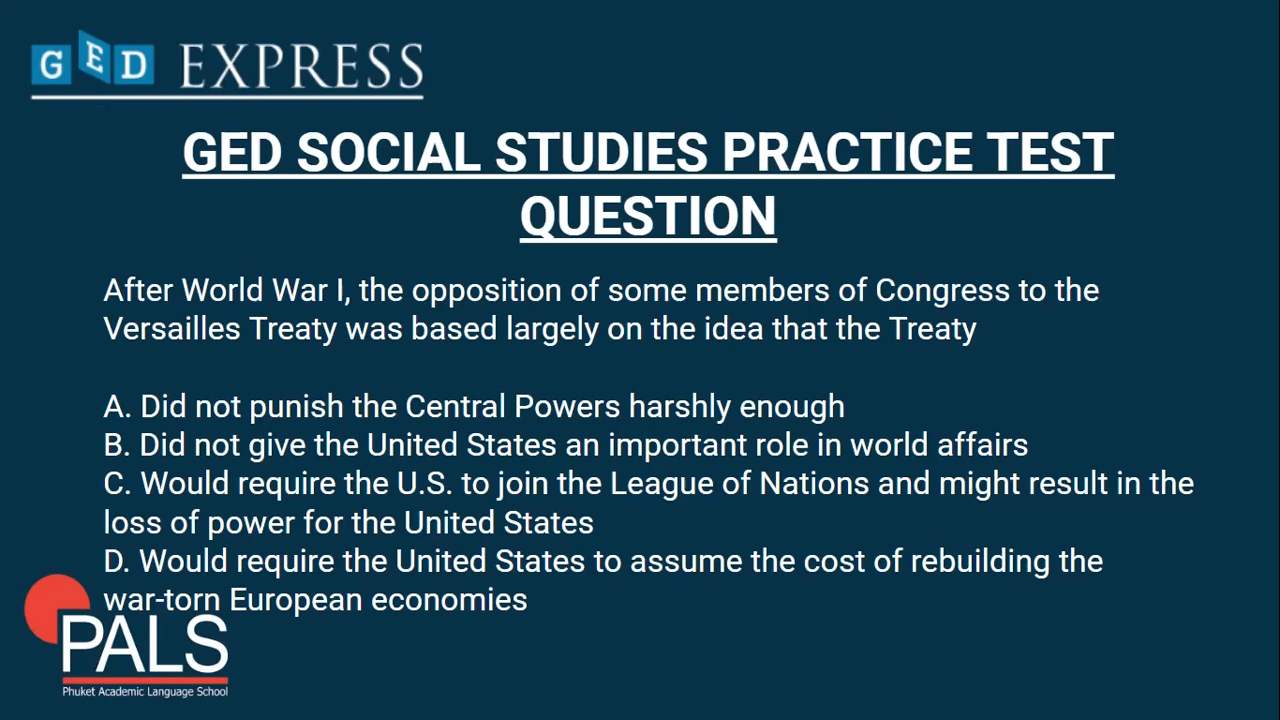 GED EXPRESS
GED SOCIAL STUDIES PRACTICE TEST
QUESTION
After World War I, the opposition of some members of Congress to the
Versailles Treaty was based largely on the idea that the Treaty
A. Did not punish the Central Powers harshly enough
B. Did not give the United States an important role in world affairs
C. Would require the U.S. to join the League of Nations and might result in the
loss of power for the United States
D. Would require the United States to assume the cost of rebuilding the
war-torn European economies
PALS
Phuket Academic Language School